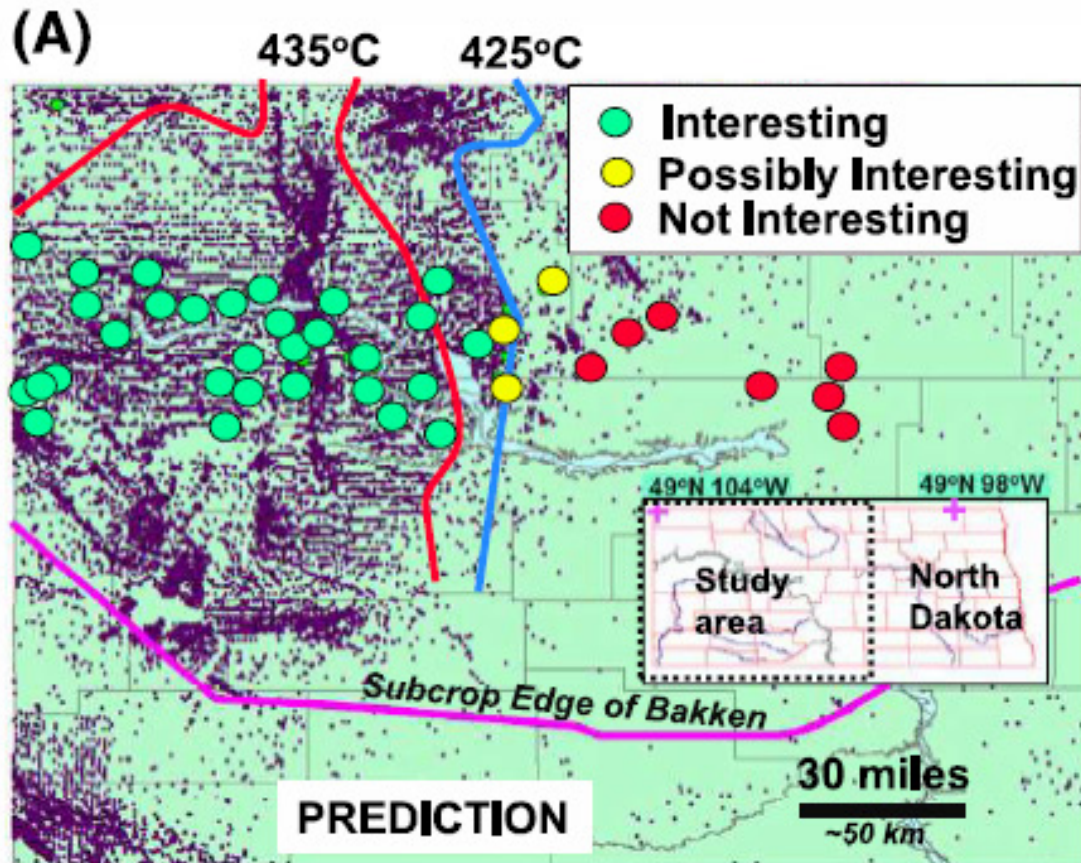 (A)
435°C 425°C
Interesting
Possibly Interesting
Not Interesting
49°N 104°W 49°N 98°W
Study
area
North
Dakota
Subcrop Edge of Bakken
30 miles
~50 km
PREDICTION